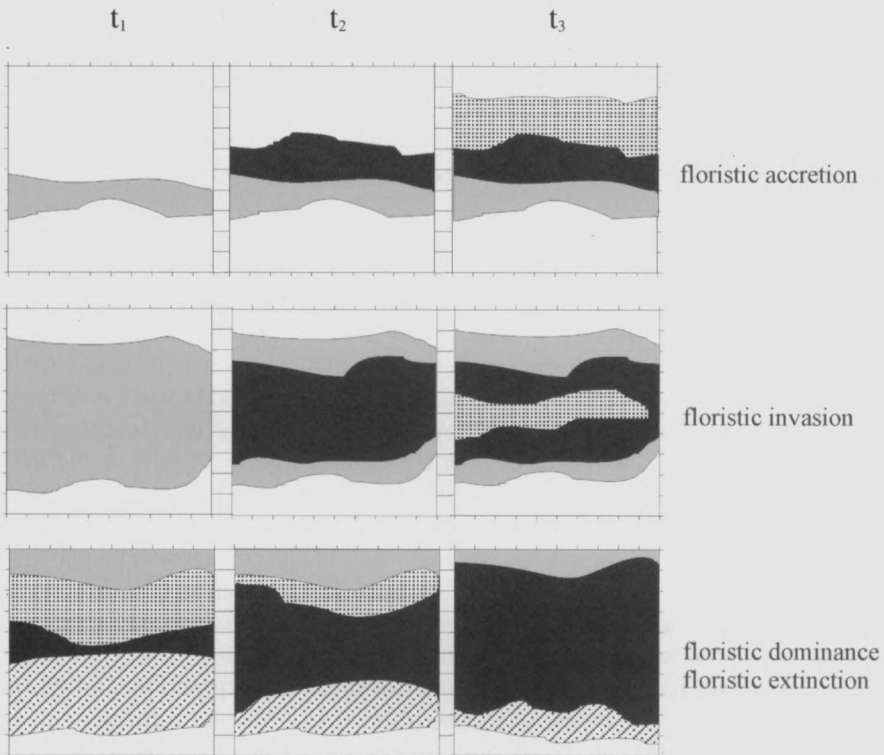 t₁ t₂ t₃
floristic accretion
floristic invasion
floristic dominance
floristic extinction